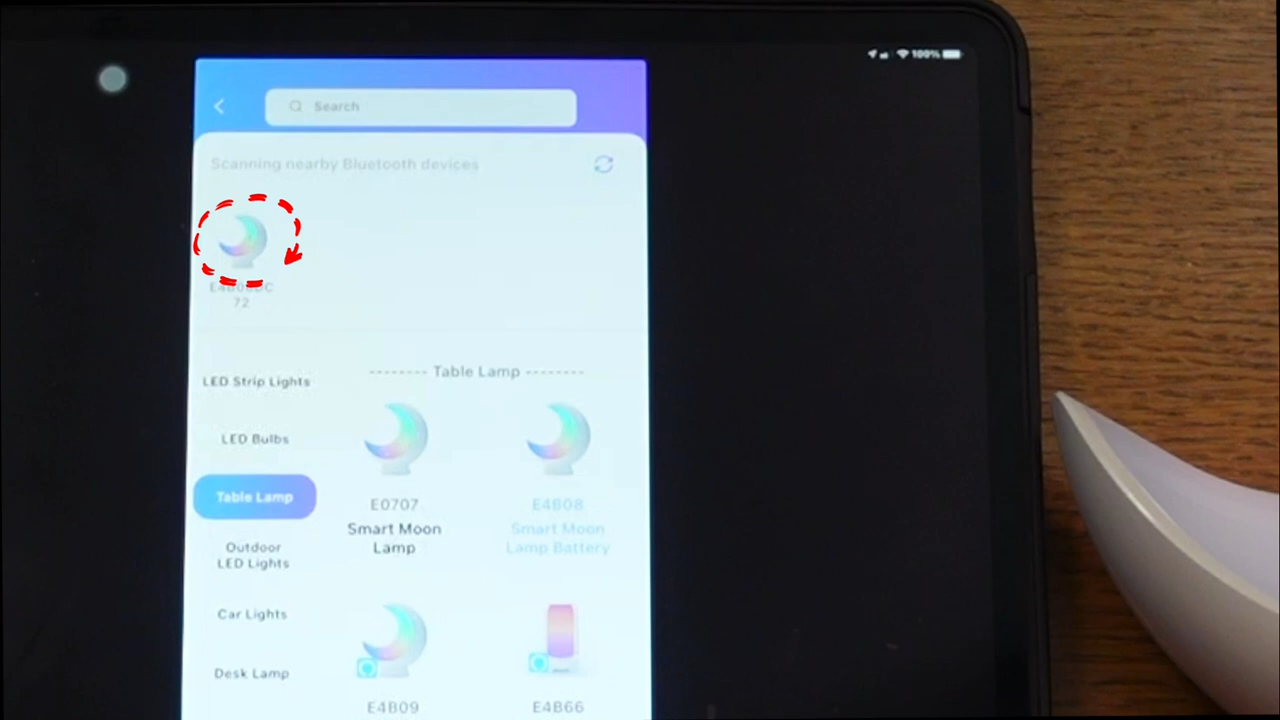 100%
Search
Scanning nearby Bluetooth devices
72
LED Strip Lights
-------- Table Lamp --------
LED Bulbs
Table Lamp
E0707
E4B08
Smart Moon
Lamp
Smart Moon
Lamp Battery
Outdoor
LED Lights
Car Lights
Desk Lamp
E4B09
E4B66